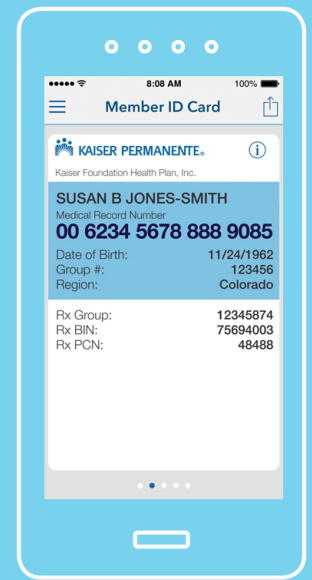 8:08 AM 100%
Member ID Card
KAISER PERMANENTE®
Kaiser Foundation Health Plan, Inc.
SUSAN B JONES-SMITH
Medical Record Number
00 6234 5678 888 9085
Date of Birth: 11/24/1962
Group #: 123456
Region: Colorado
Rx Group: 12345874
Rx BIN: 75694003
Rx PCN: 48488